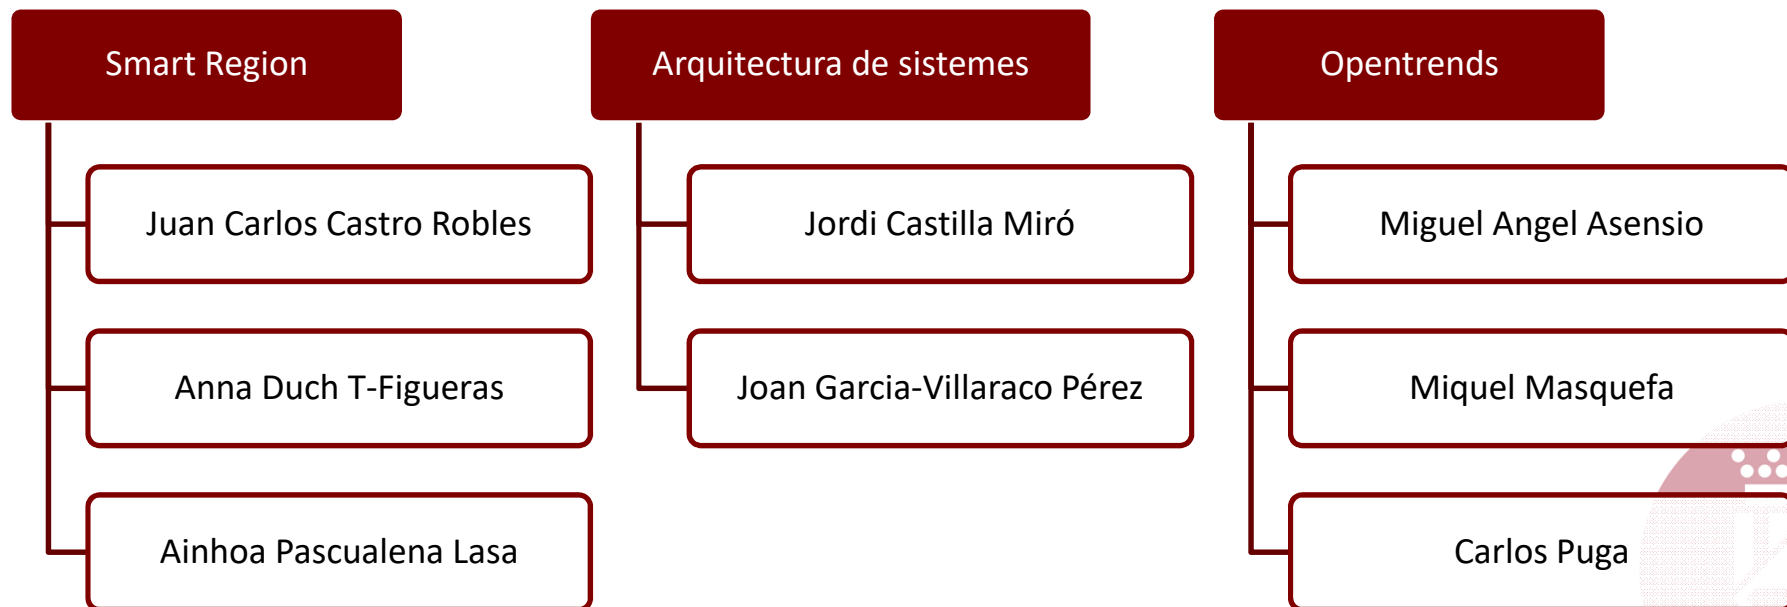 Smart Region
Juan Carlos Castro Robles
Anna Duch T-Figueras
Ainhoa Pascualena Lasa
Arquitectura de sistemes
Jordi Castilla Miró
Joan Garcia-Villaraco Pérez
Opentrends
Miguel Angel Asensio
Miquel Masquefa
Carlos Puga